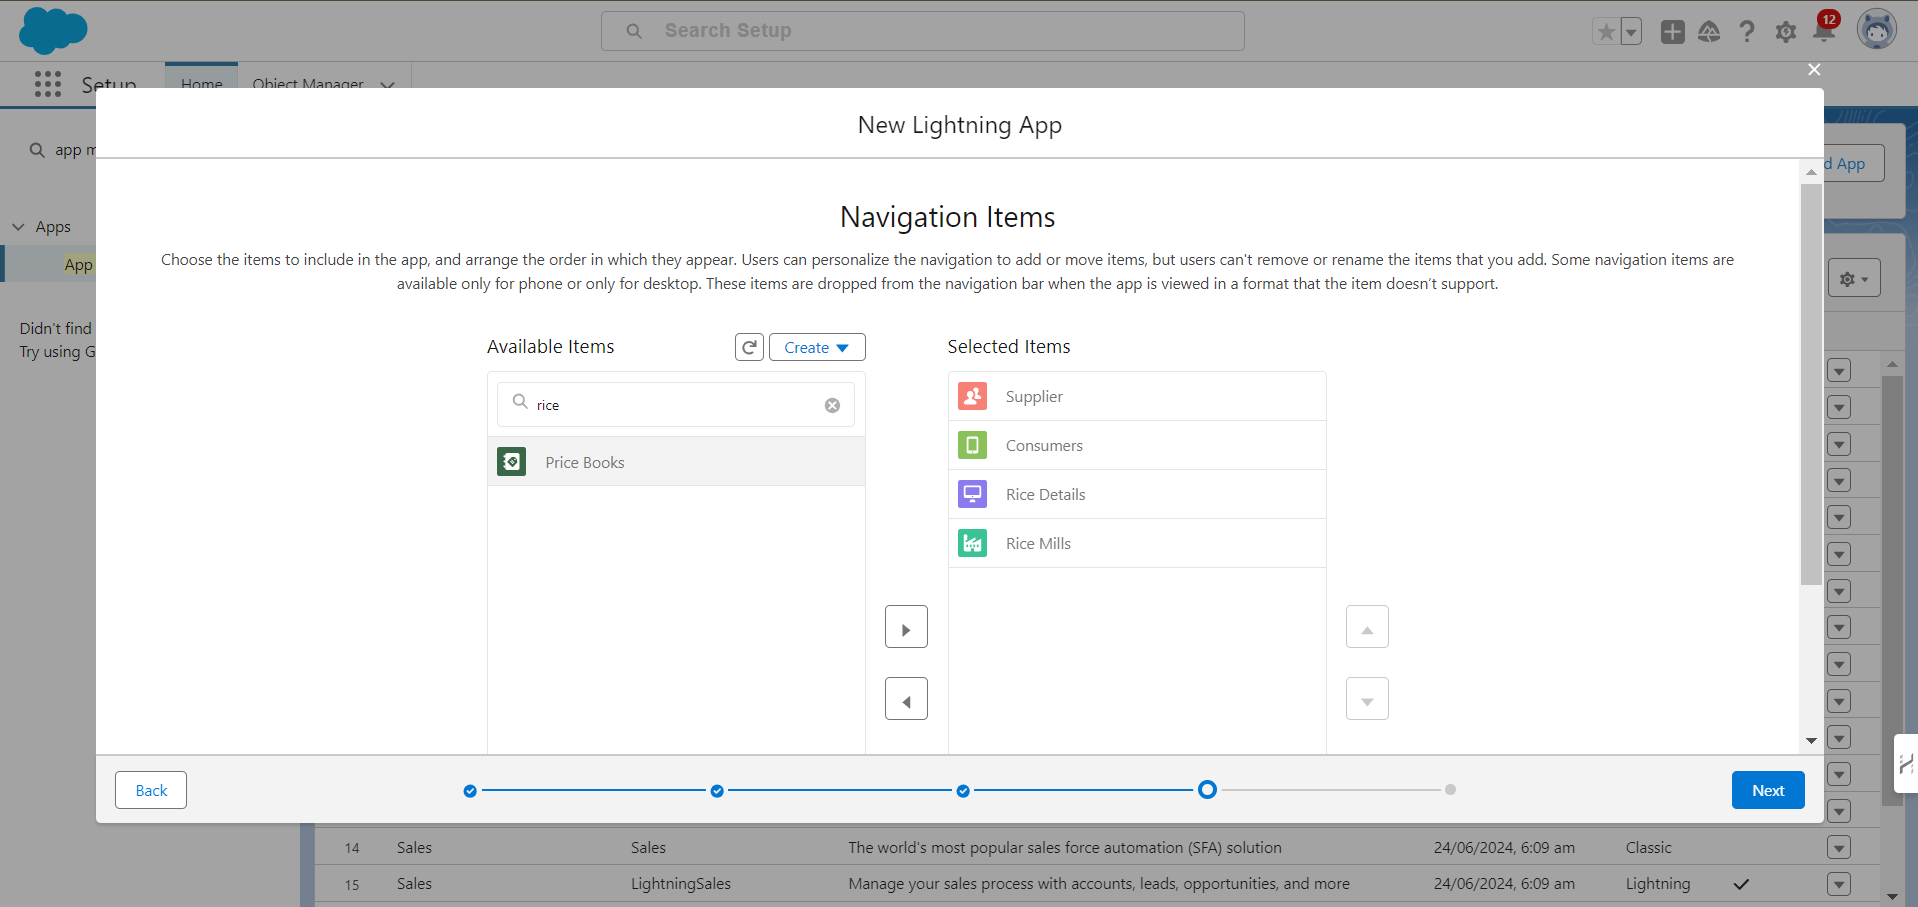 Search Setup
12
Setup
Home
Object Manager
New Lightning App
app m
d App
Navigation Items
Apps
Choose the items to include in the app, and arrange the order in which they appear. Users can personalize the navigation to add or move items, but users can't remove or rename the items that you add. Some navigation items are
App
available only for phone or only for desktop. These items are dropped from the navigation bar when the app is viewed in a format that the item doesn't support.
Didn't find
Try using G
Available Items
Create
Selected Items
rice
Price Books
Supplier
Consumers
Rice Details
Rice Mills
Back
Next
14 Sales Sales The world's most popular sales force automation (SFA) solution 24/06/2024, 6:09 am Classic
15 Sales LightningSales Manage your sales process with accounts, leads, opportunities, and more 24/06/2024, 6:09 am Lightning